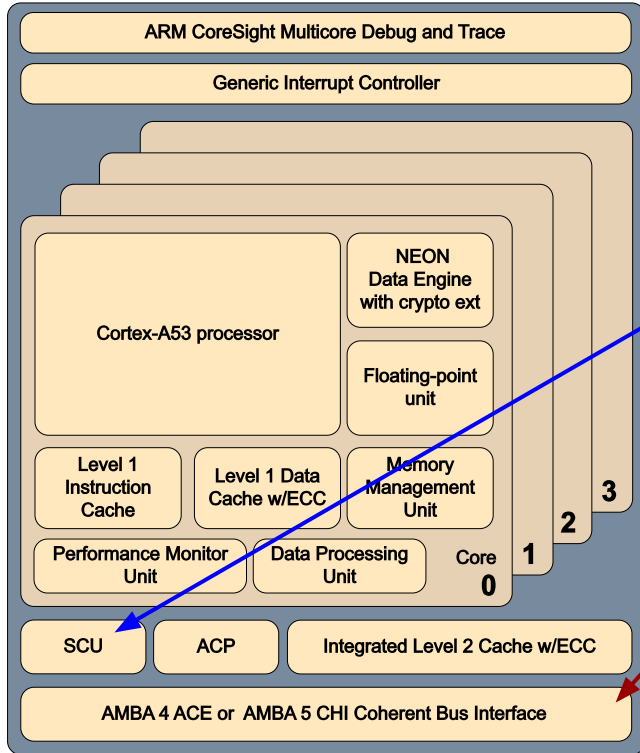 ARM CoreSight Multicore Debug and Trace
Generic Interrupt Controller
Cortex-A53 processor
NEON
Data Engine
with crypto ext
Floating-point
unit
Level 1
Instruction
Cache
Level 1 Data
Cache w/ECC
Memory
Management
Unit
Performance Monitor
Unit
Data Processing
Unit
Core
0
1
2
3
SCU
ACP
Integrated Level 2 Cache w/ECC
AMBA 4 ACE or AMBA 5 CHI Coherent Bus Interface